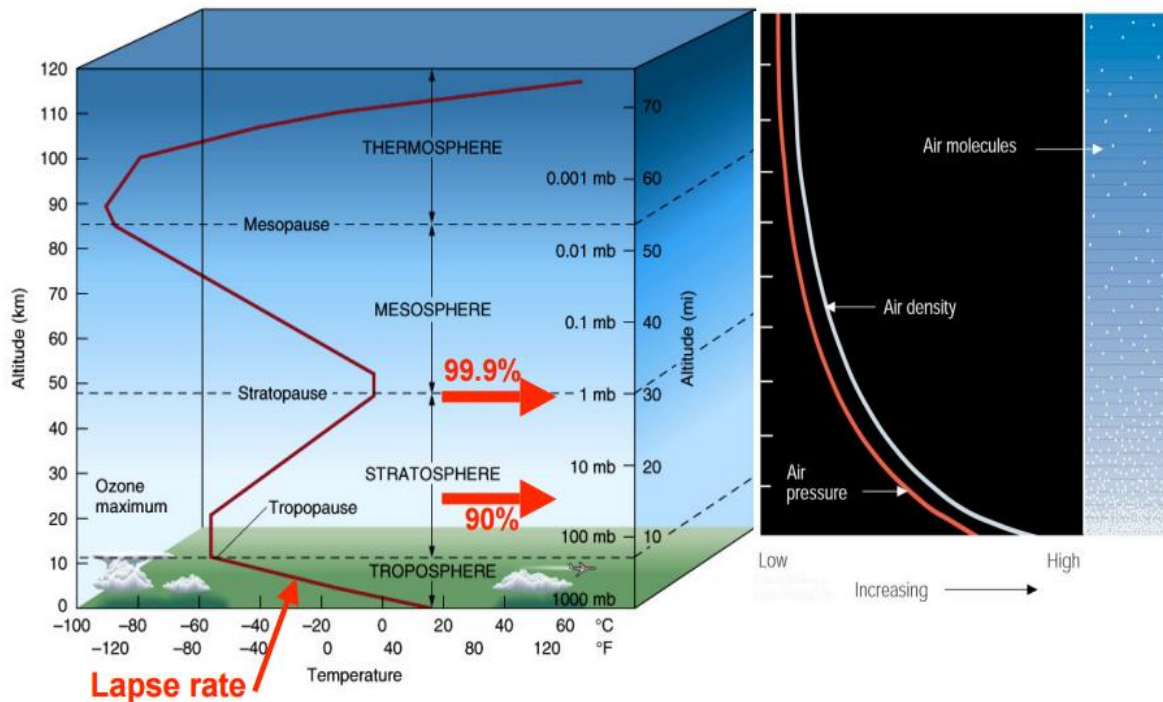 120
110
100
90
80
70
60
50
40
30
20
10
0
Altitude (km)
THERMOSPHERE
Mesopause
MESOSPHERE
Stratopause
STRATOSPHERE
Ozone
maximum
Tropopause
TROPOSPHERE
99.9%
90%
0.001 mb
0.01 mb
0.1 mb
1 mb
10 mb
100 mb
1000 mb
70
60
50
40
30
20
10
Altitude (mi)
–100 –80 –60 –40 –20 0 20 40 60 °C
–120 –80 –40 0 40 80 120 °F
Temperature
Lapse rate
Air molecules
Air density
Air
pressure
Low High
Increasing